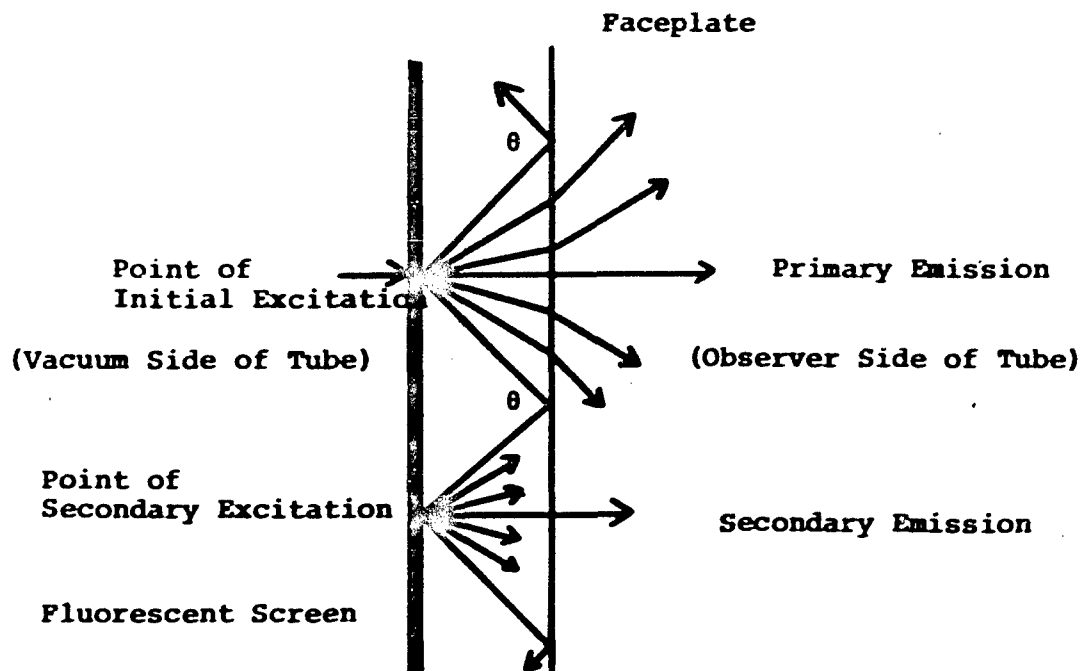 Faceplate
θ
Point of
Initial Excitation
Primary Emission
(Vacuum Side of Tube)
(Observer Side of Tube)
θ
Point of
Secondary Excitation
Secondary Emission
Fluorescent Screen